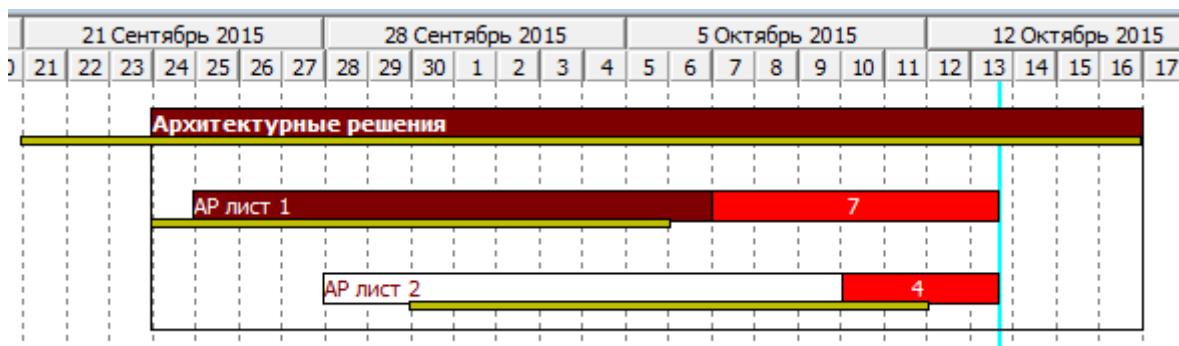 21 Сентябрь 2015 28 Сентябрь 2015 5 Октябрь 2015 12 Октябрь 2015
21 22 23 24 25 26 27 28 29 30 1 2 3 4 5 6 7 8 9 10 11 12 13 14 15 16 17
Архитектурные решения
АР лист 1 7
АР лист 2 4